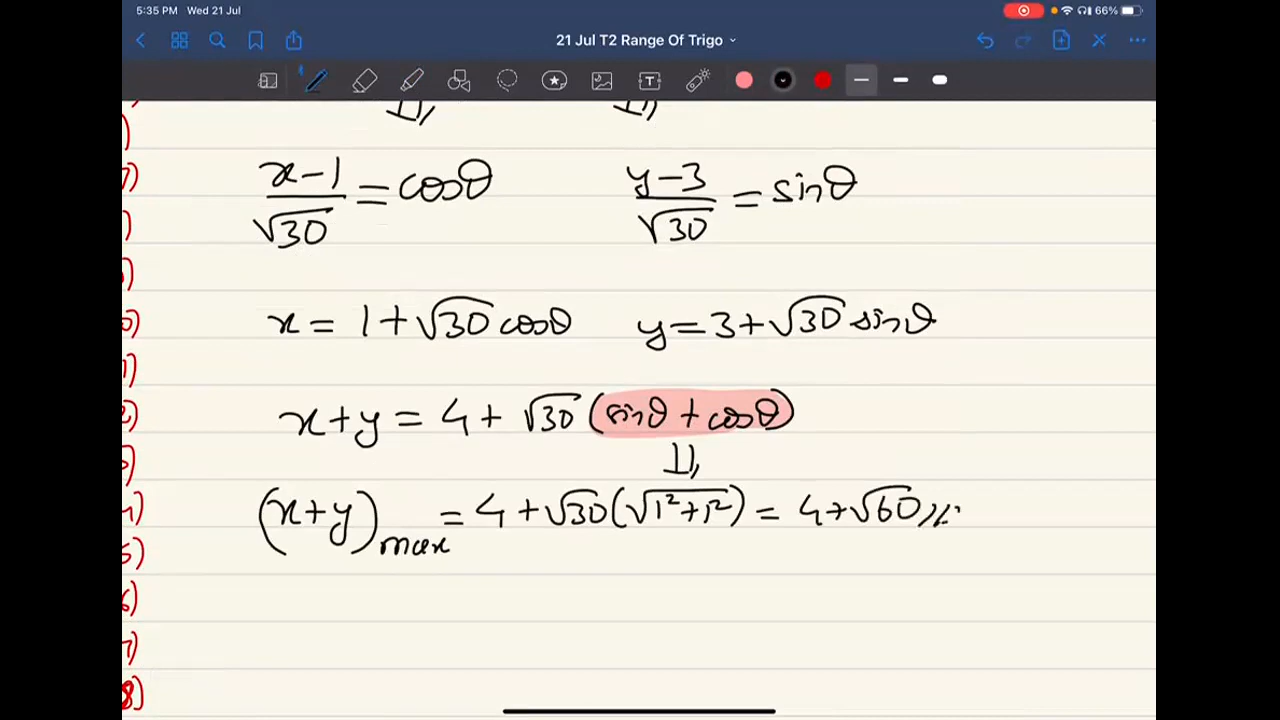 5:35 PM Wed 21 Jul 66%
21 Jul T2 Range Of Trigo
(x-1)/√30 = cosθ (y-3)/√30 = sinθ
x = 1 + √30 cosθ y = 3 + √30 sinθ
x+y = 4 + √30 (sinθ + cosθ)
(x+y)max = 4 + √30 (√1²+1²) = 4 + √60